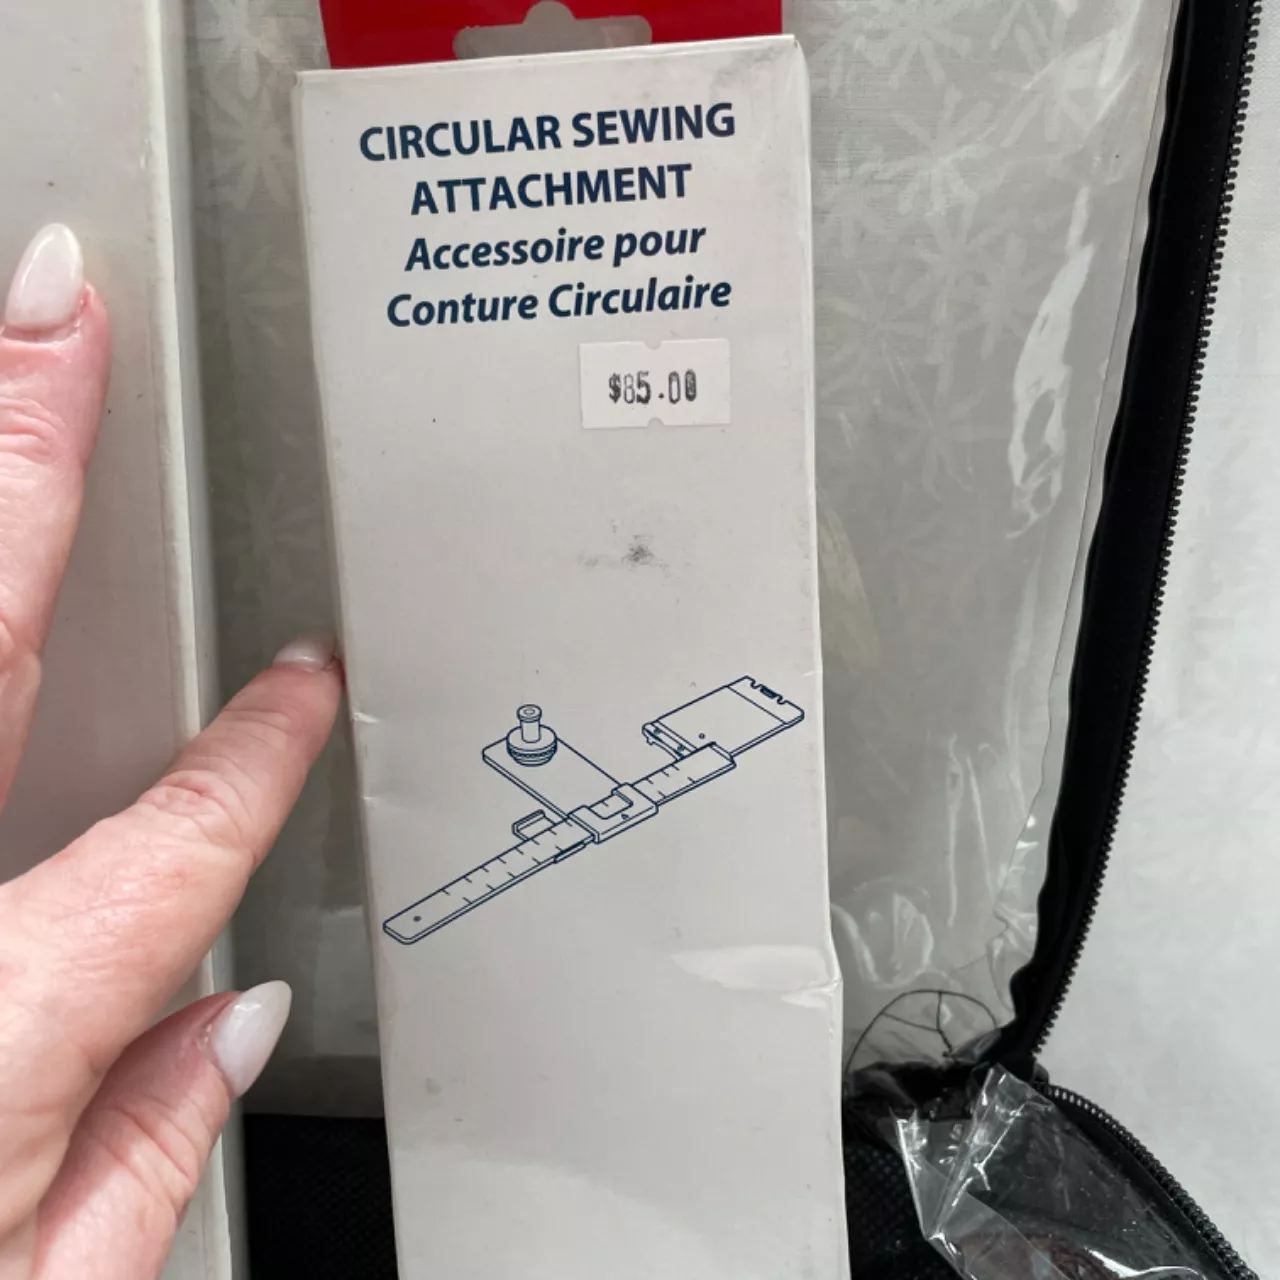 CIRCULAR SEWING
ATTACHMENT
Accessoire pour
Conture Circulaire
$85.00